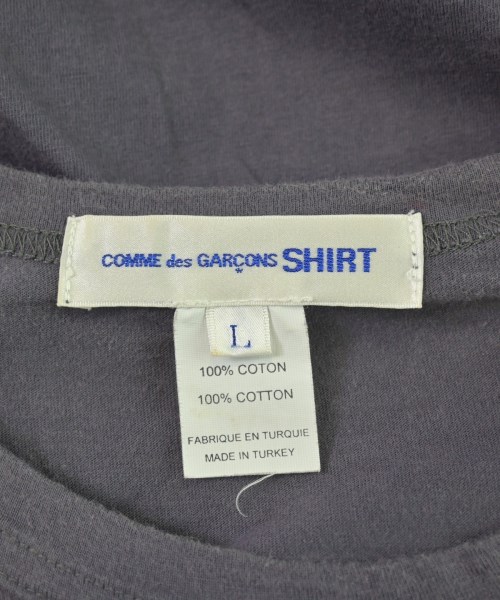 COMME des GARÇONS SHIRT
*
L
100% COTON
100% COTTON
FABRIQUE EN TURQUIE
MADE IN TURKEY